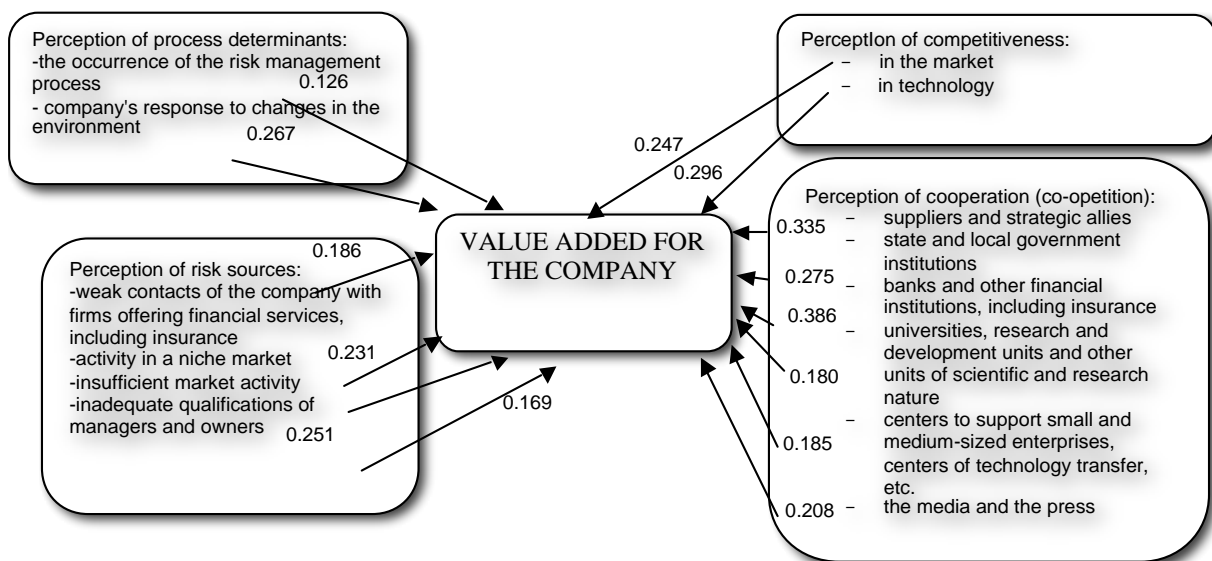 Perception of process determinants:
-the occurrence of the risk management
process
0.126
- company's response to changes in the
environment
0.267
Perception of competitiveness:
− in the market
− in technology
0.247
0.296
Perception of risk sources:
0.186
-weak contacts of the company with
firms offering financial services,
including insurance
-activity in a niche market
0.231
-insufficient market activity
-inadequate qualifications of
managers and owners
0.251
0.169
VALUE ADDED FOR
THE COMPANY
Perception of cooperation (co-opetition):
0.335 − suppliers and strategic allies
− state and local government
institutions
0.275
− banks and other financial
institutions, including insurance
0.386
− universities, research and
development units and other
units of scientific and research
nature
0.180
− centers to support small and
medium-sized enterprises,
centers of technology transfer,
etc.
0.185
0.208 − the media and the press